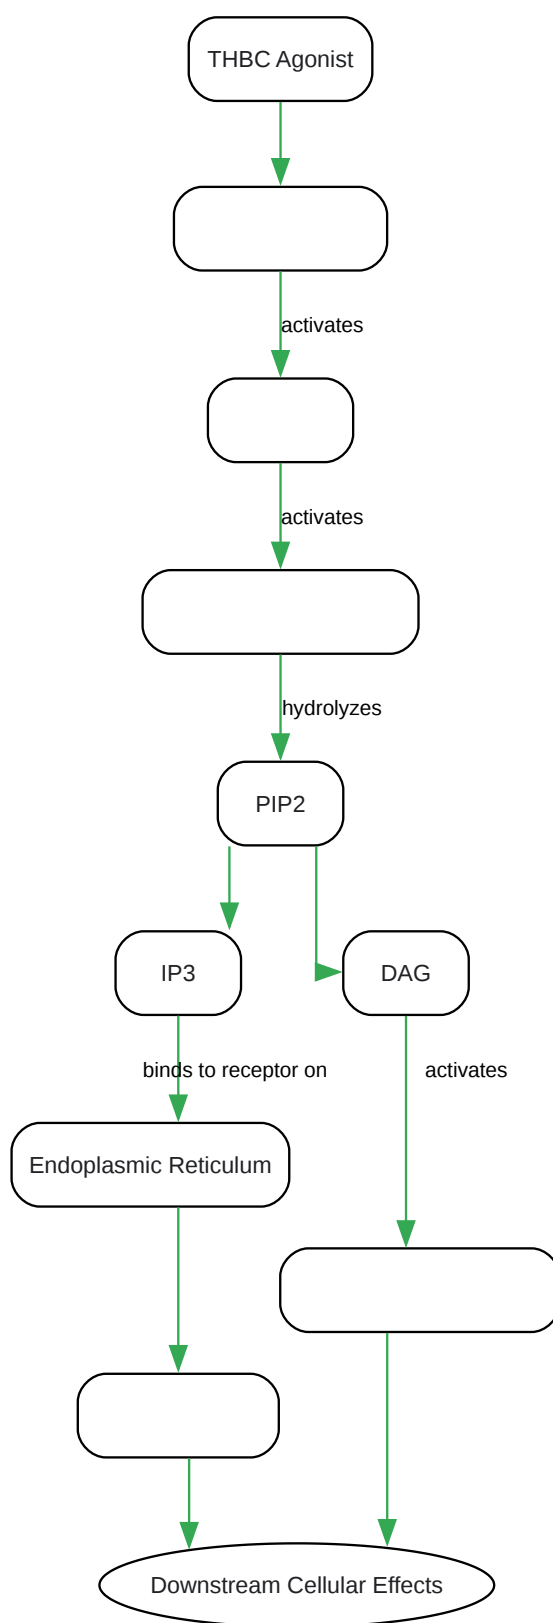 THBC Agonist
activates
activates
hydrolyzes
PIP2
IP3
DAG
binds to receptor on
activates
Endoplasmic Reticulum
Downstream Cellular Effects